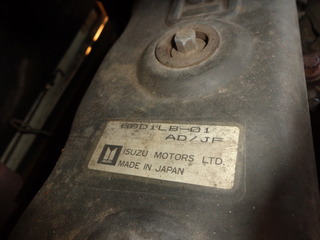 6BD1LB-01
AD/JF
ISUZU MOTORS LTD.
MADE IN JAPAN